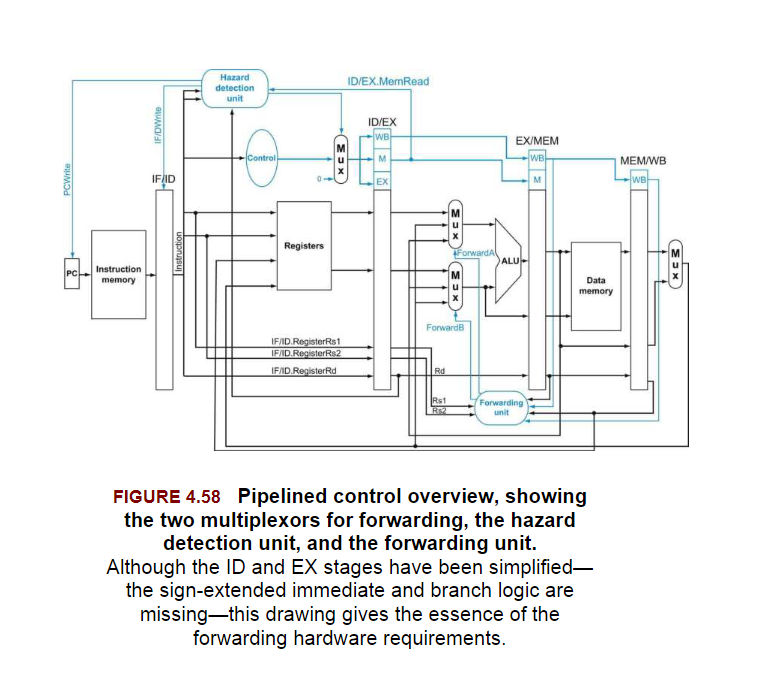 Hazard
detection
unit
ID/EX.MemRead
IF/DWrite
PCWrite
ID/EX
WB
M
EX
Control
M
u
x
0
EX/MEM
WB
M
MEM/WB
WB
IF/ID
PC
Instruction
memory
Instruction
Registers
M
u
x
ForwardA
ALU
M
u
x
ForwardB
Data
memory
M
u
x
IF/ID.RegisterRs1
IF/ID.RegisterRs2
IF/ID.RegisterRd
Rd
Rs1
Rs2
Forwarding
unit
FIGURE 4.58 Pipelined control overview, showing
the two multiplexors for forwarding, the hazard
detection unit, and the forwarding unit.
Although the ID and EX stages have been simplified—
the sign-extended immediate and branch logic are
missing—this drawing gives the essence of the
forwarding hardware requirements.